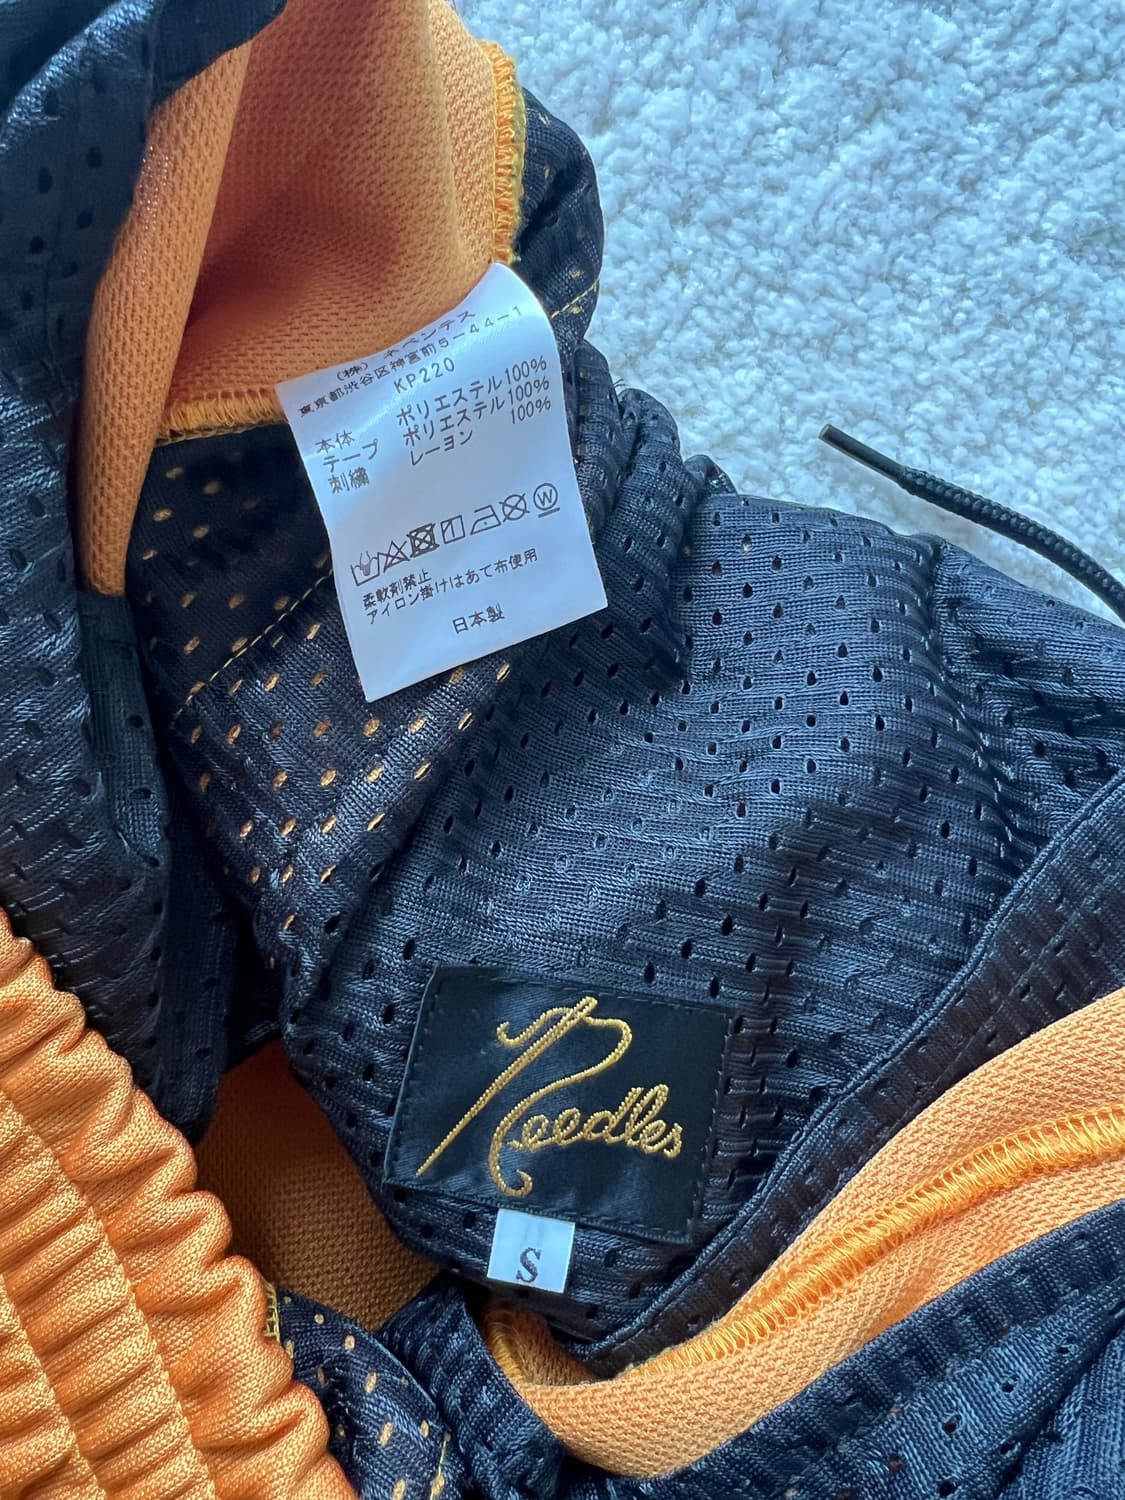 (株) ネペンテス
東京都渋谷区神宮前5-44-1
KP220
本体 ポリエステル100%
テープ ポリエステル100%
刺繍 レーヨン 100%
W
柔軟剤禁止
アイロン掛けはあて布使用
日本製
Needles
S